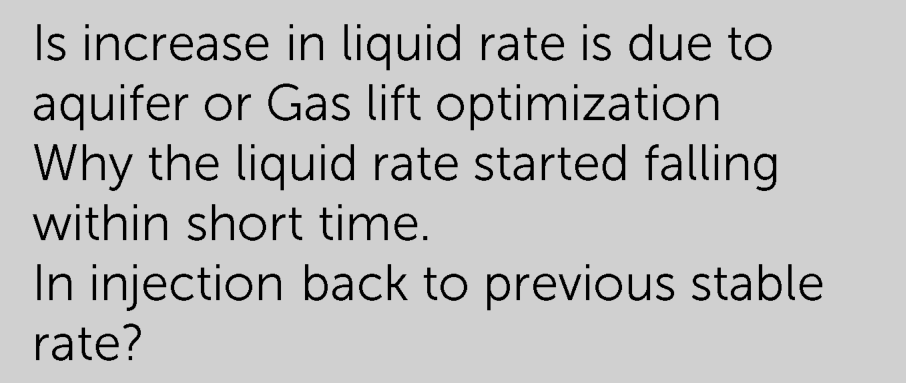 Is increase in liquid rate is due to
aquifer or Gas lift optimization
Why the liquid rate started falling
within short time.
In injection back to previous stable
rate?